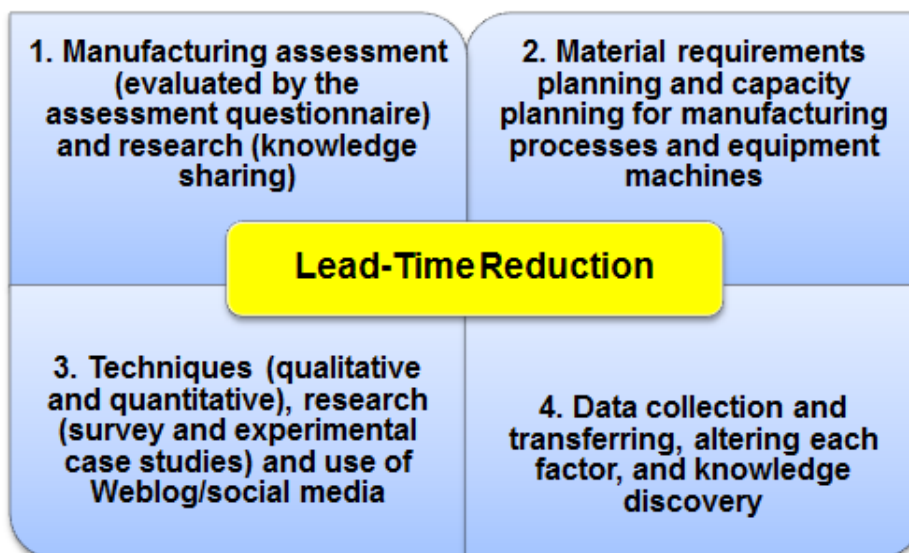 1. Manufacturing assessment
(evaluated by the
assessment questionnaire)
and research (knowledge
sharing)
2. Material requirements
planning and capacity
planning for manufacturing
processes and equipment
machines
Lead-Time Reduction
3. Techniques (qualitative
and quantitative), research
(survey and experimental
case studies) and use of
Weblog/social media
4. Data collection and
transferring, altering each
factor, and knowledge
discovery